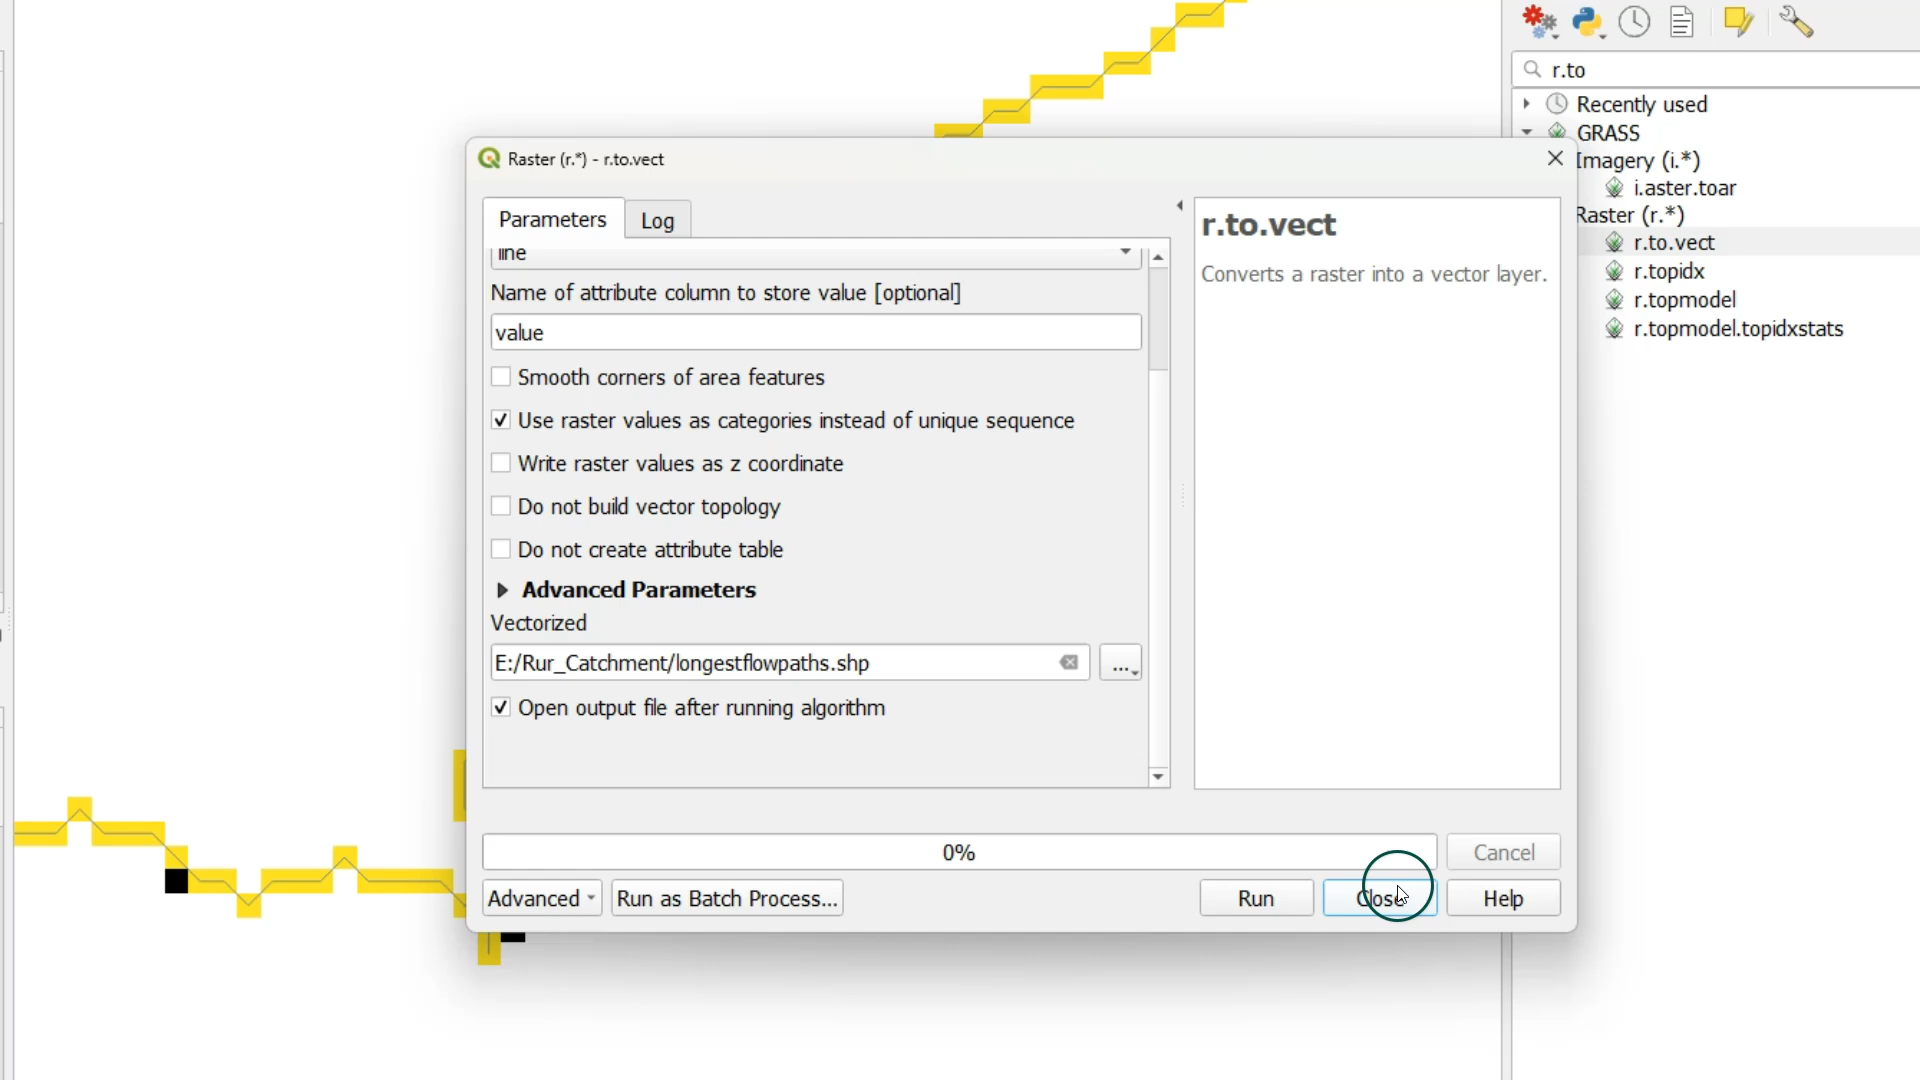 r.to
Recently used
GRASS
Raster (r.*) - r.to.vect
Imagery (i.*)
i.aster.toar
Raster (r.*)
r.to.vect
r.topidx
r.topmodel
r.topmodel.topidxstats
Parameters
Log
line
Name of attribute column to store value [optional]
value
Smooth corners of area features
Use raster values as categories instead of unique sequence
Write raster values as z coordinate
Do not build vector topology
Do not create attribute table
Advanced Parameters
Vectorized
E:/Rur_Catchment/longestflowpaths.shp
...
Open output file after running algorithm
r.to.vect
Converts a raster into a vector layer.
0%
Cancel
Advanced
Run as Batch Process...
Run
Close
Help